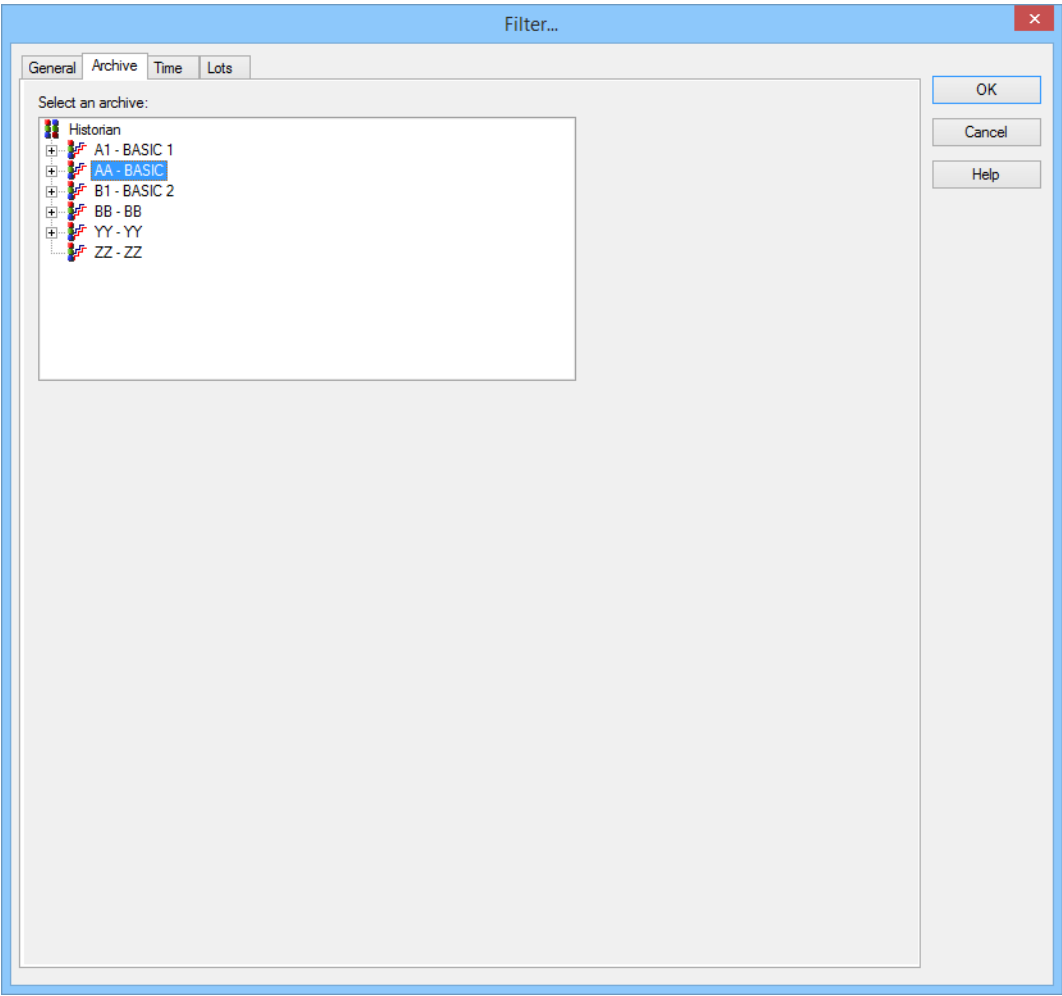 Filter...
General Archive Time Lots
Select an archive:
Historian
A1 - BASIC 1
AA - BASIC
B1 - BASIC 2
BB - BB
YY - YY
ZZ - ZZ
OK
Cancel
Help